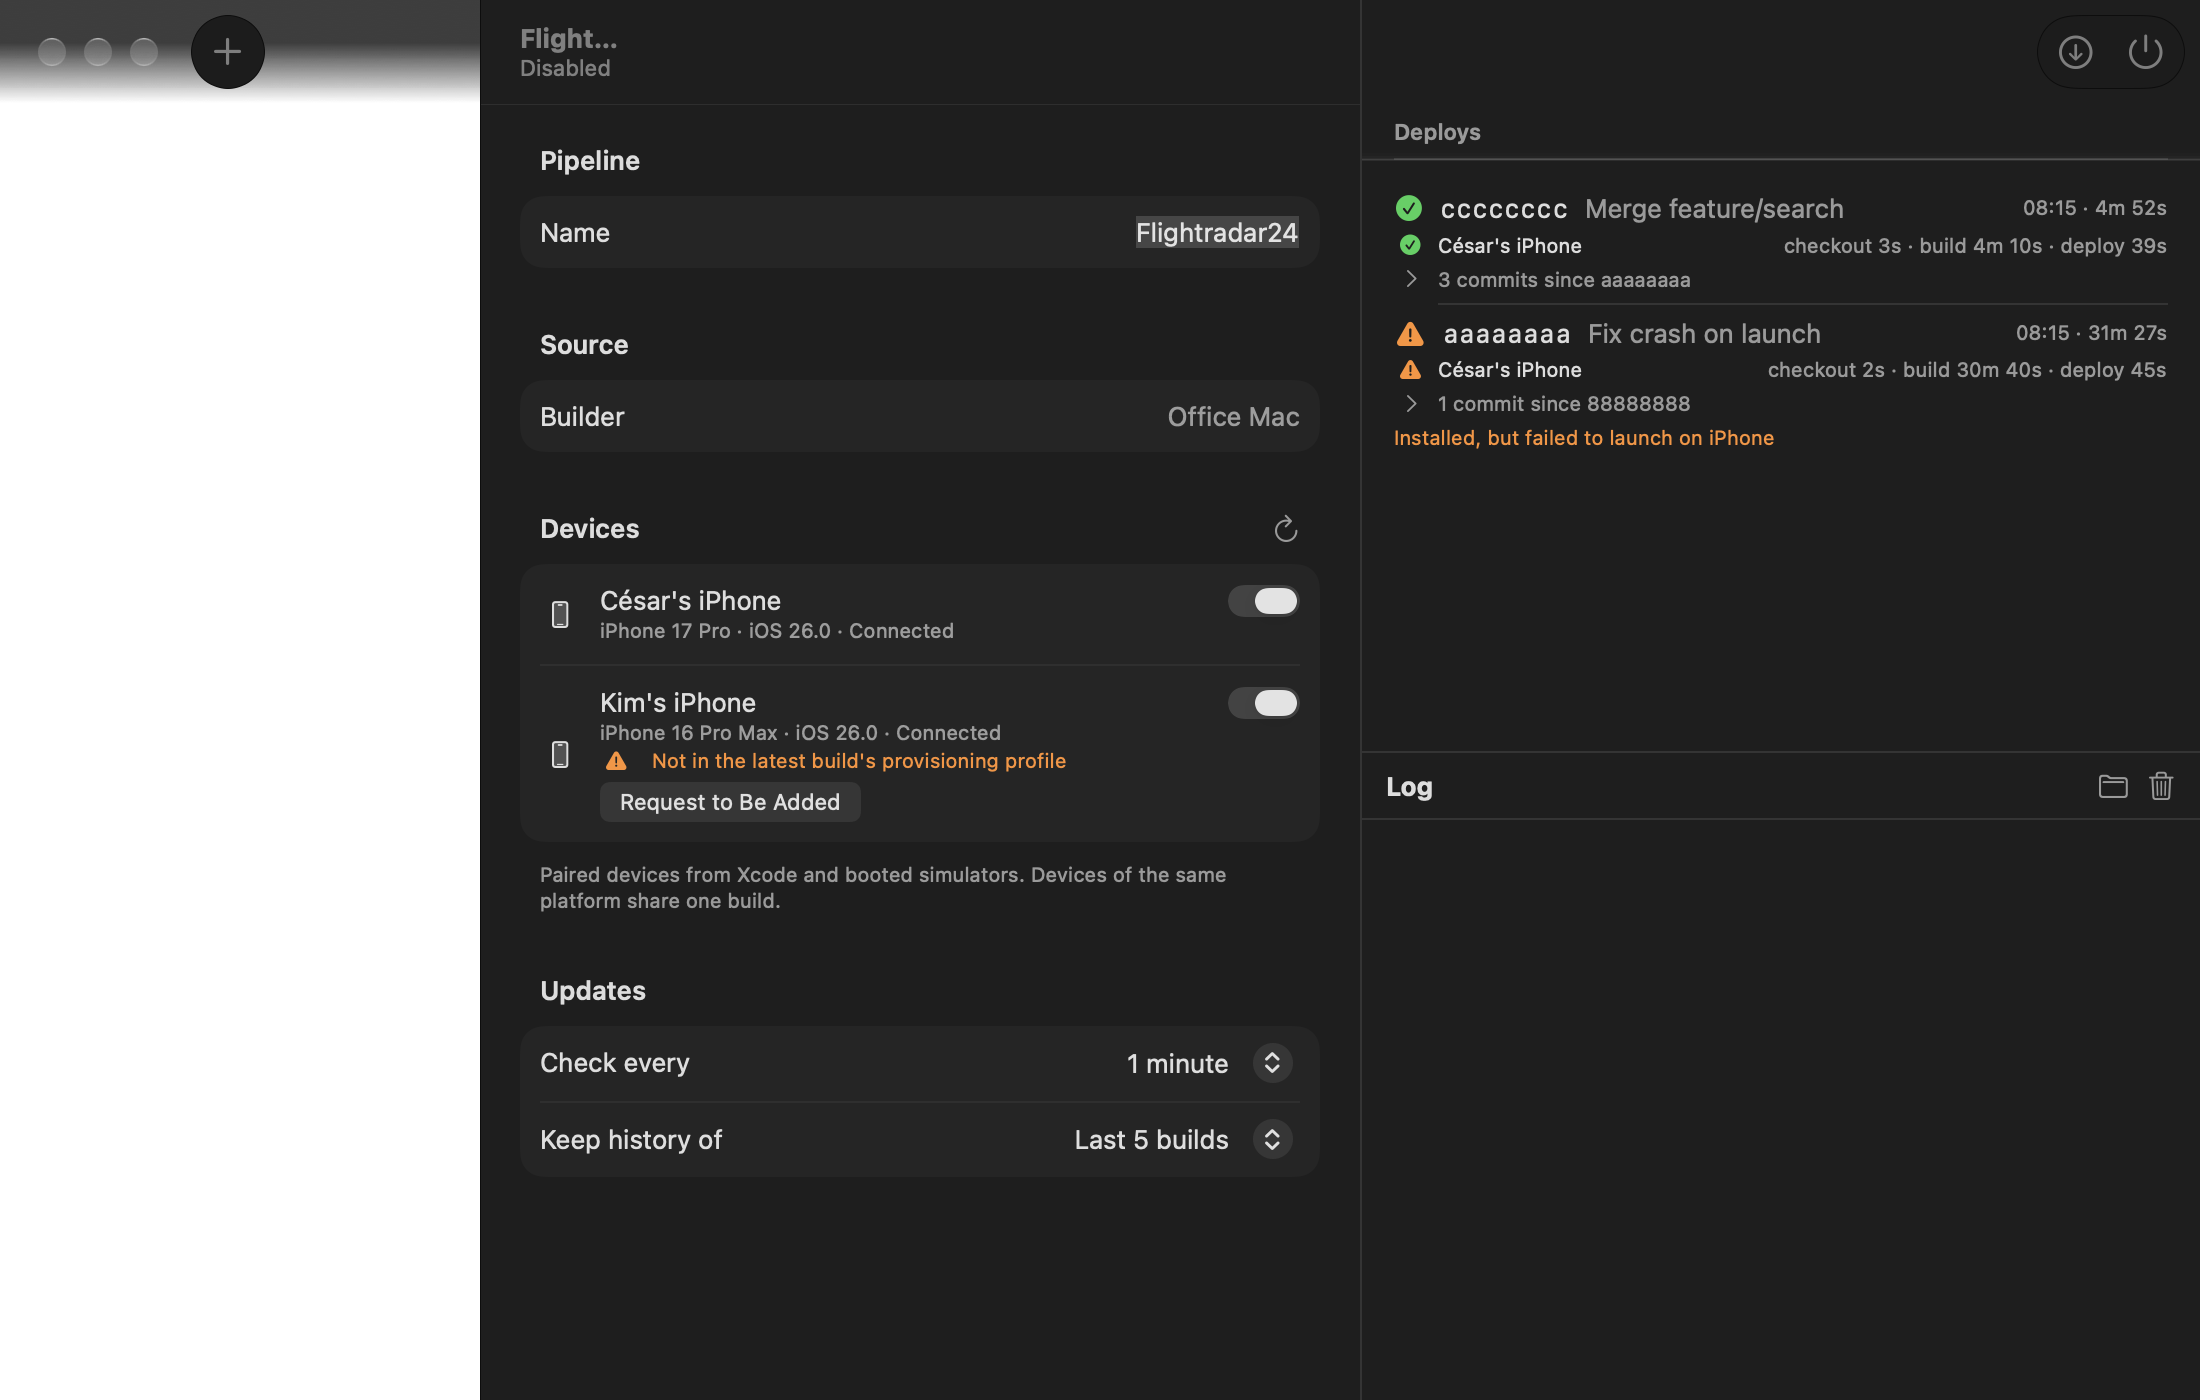 Flight...
Disabled
Pipeline
Name
Flightradar24
Source
Builder
Office Mac
Devices
César's iPhone
iPhone 17 Pro · iOS 26.0 · Connected
Kim's iPhone
iPhone 16 Pro Max · iOS 26.0 · Connected
Not in the latest build's provisioning profile
Request to Be Added
Paired devices from Xcode and booted simulators. Devices of the same
platform share one build.
Updates
Check every
1 minute
Keep history of
Last 5 builds
Deploys
cccccccc Merge feature/search 08:15 · 4m 52s
César's iPhone checkout 3s · build 4m 10s · deploy 39s
3 commits since aaaaaaaa
aaaaaaaa Fix crash on launch 08:15 · 31m 27s
César's iPhone checkout 2s · build 30m 40s · deploy 45s
1 commit since 88888888
Installed, but failed to launch on iPhone
Log